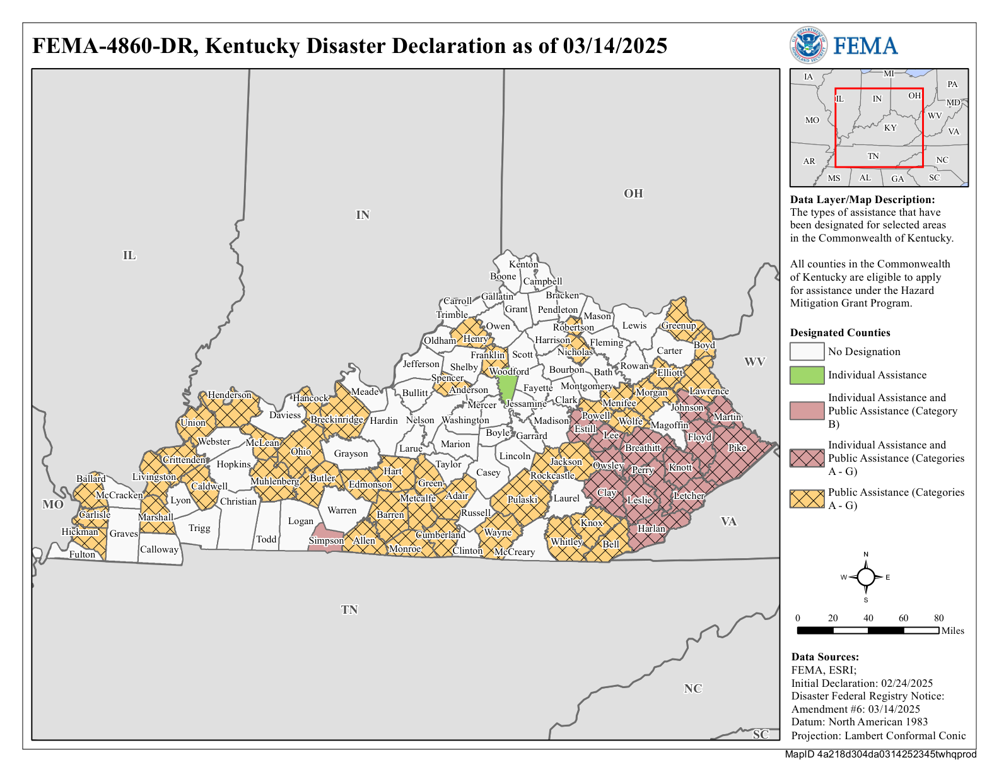 FEMA-4860-DR, Kentucky Disaster Declaration as of 03/14/2025
U.S. DEPARTMENT OF HOMELAND SECURITY
FEMA
IL
IN
OH
WV
MO
VA
TN
NC
SC
Kenton
Boone
Campbell
Gallatin
Bracken
Carroll
Grant
Pendleton
Trimble
Mason
Owen
Robertson
Lewis
Greenup
Oldham
Henry
Harrison
Fleming
Boyd
Franklin
Scott
Nicholas
Carter
Jefferson
Shelby
Woodford
Bourbon
Bath
Rowan
Elliott
Spencer
Anderson
Fayette
Montgomery
Lawrence
Meade
Bullitt
Mercer
Jessamine
Clark
Menifee
Morgan
Henderson
Hancock
Johnson
Daviess
Breckinridge
Hardin
Nelson
Washington
Madison
Powell
Wolfe
Martin
Union
Estill
Magoffin
Webster
McLean
Boyle
Garrard
Lee
Floyd
Ohio
Grayson
Larue
Marion
Breathitt
Pike
Crittenden
Hopkins
Lincoln
Jackson
Owsley
Taylor
Casey
Rockcastle
Perry
Knott
Ballard
Livingston
Muhlenberg
Butler
Hart
Edmonson
Green
Caldwell
McCracken
Lyon
Christian
Metcalfe
Adair
Pulaski
Laurel
Clay
Leslie
Letcher
Carlisle
Marshall
Warren
Barren
Russell
Logan
Knox
Harlan
Hickman
Graves
Trigg
Todd
Simpson
Allen
Cumberland
Wayne
Whitley
Bell
Fulton
Calloway
Monroe
Clinton
McCreary
IA
MI
PA
IL
IN
OH
MD
MO
KY
WV
VA
AR
TN
NC
MS
AL
GA
SC
Data Layer/Map Description:
The types of assistance that have
been designated for selected areas
in the Commonwealth of Kentucky.
All counties in the Commonwealth
of Kentucky are eligible to apply
for assistance under the Hazard
Mitigation Grant Program.
Designated Counties
No Designation
Individual Assistance
Individual Assistance and
Public Assistance (Category
B)
Individual Assistance and
Public Assistance (Categories
A - G)
Public Assistance (Categories
A - G)
N
W E
S
0 20 40 60 80
Miles
Data Sources:
FEMA, ESRI;
Initial Declaration: 02/24/2025
Disaster Federal Registry Notice:
Amendment #6: 03/14/2025
Datum: North American 1983
Projection: Lambert Conformal Conic
MapID 4a218d304da0314252345twhqprod